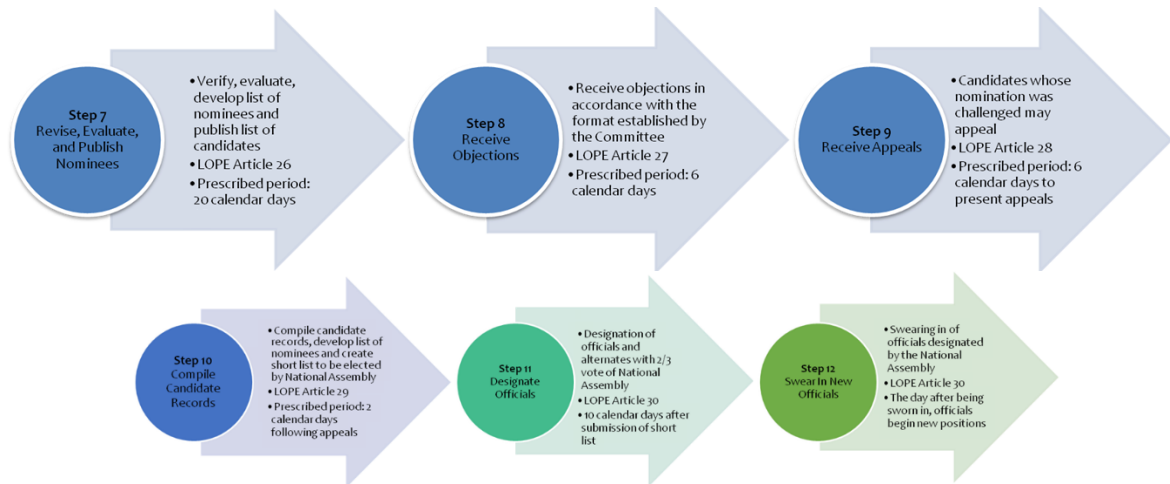 Step 7
Revise, Evaluate,
and Publish
Nominees
• Verify, evaluate,
develop list of
nominees and
publish list of
candidates
• LOPE Article 26
• Prescribed period:
20 calendar days
Step 8
Receive
Objections
• Receive objections in
accordance with the
format established by
the Committee
• LOPE Article 27
• Prescribed period: 6
calendar days
Step 9
Receive Appeals
• Candidates whose
nomination was
challenged may
appeal
• LOPE Article 28
• Prescribed period: 6
calendar days to
present appeals
Step 10
Compile
Candidate
Records
• Compile candidate
records, develop list of
nominees and create
short list to be elected
by National Assembly
• LOPE Article 29
• Prescribed period: 2
calendar days
following appeals
Step 11
Designate
Officials
• Designation of
officials and
alternates with 2/3
vote of National
Assembly
• LOPE Article 30
• 10 calendar days after
submission of short
list
Step 12
Swear In New
Officials
• Swearing in of
officials designated
by the National
Assembly
• LOPE Article 30
• The day after being
sworn in, officials
begin new positions